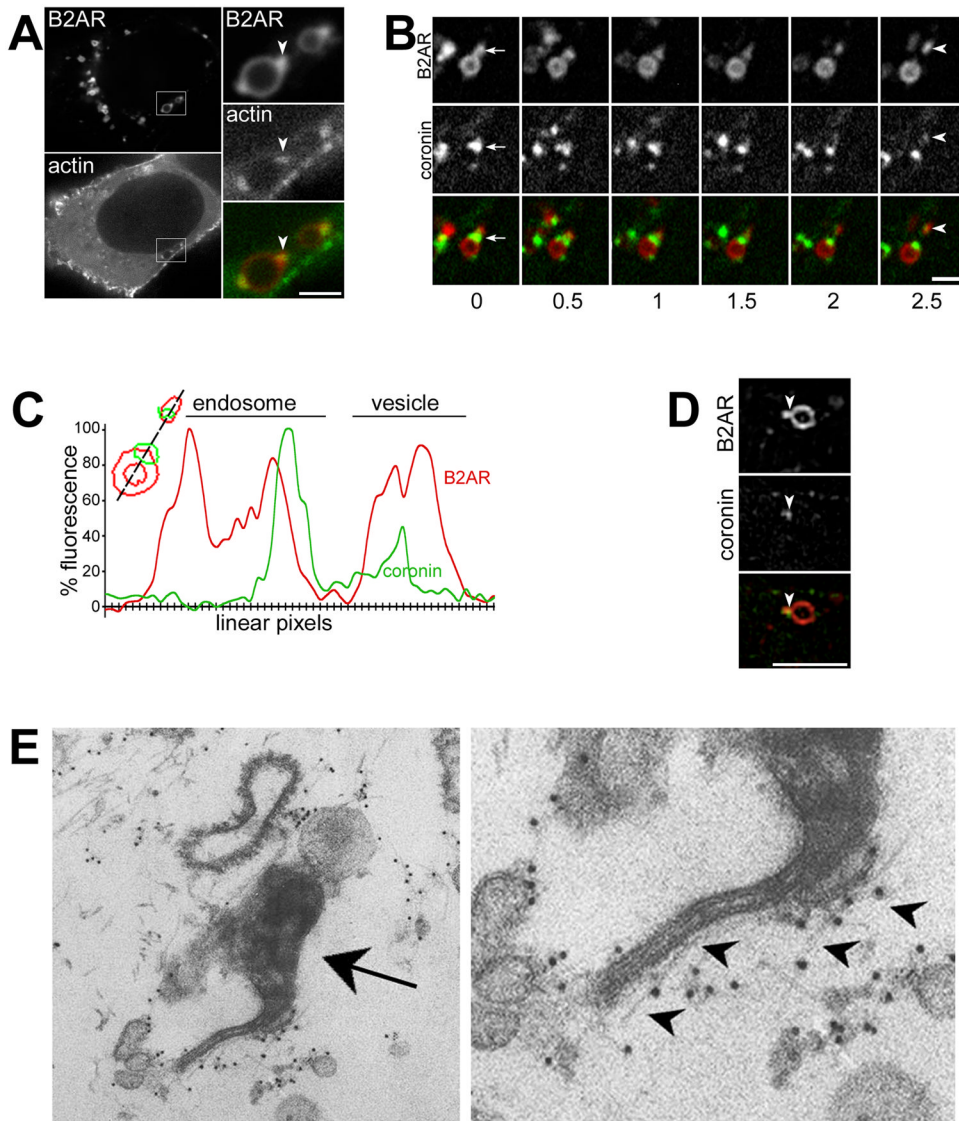 A
B2AR
B2AR
actin
actin
B
B2AR
coronin
0 0.5 1 1.5 2 2.5
C
endosome vesicle
100
80
60
40
20
0
% fluorescence
B2AR
coronin
linear pixels
D
B2AR
coronin
E